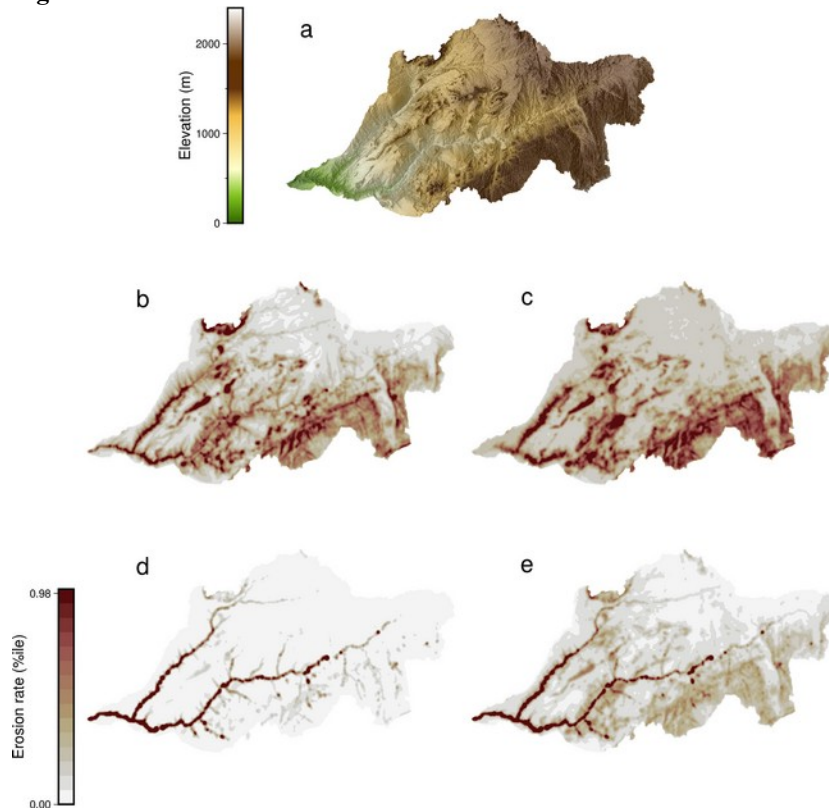 g
a
2000
1000
0
Elevation (m)
b
c
d
e
0.98
0.00
Erosion rate (%ile)